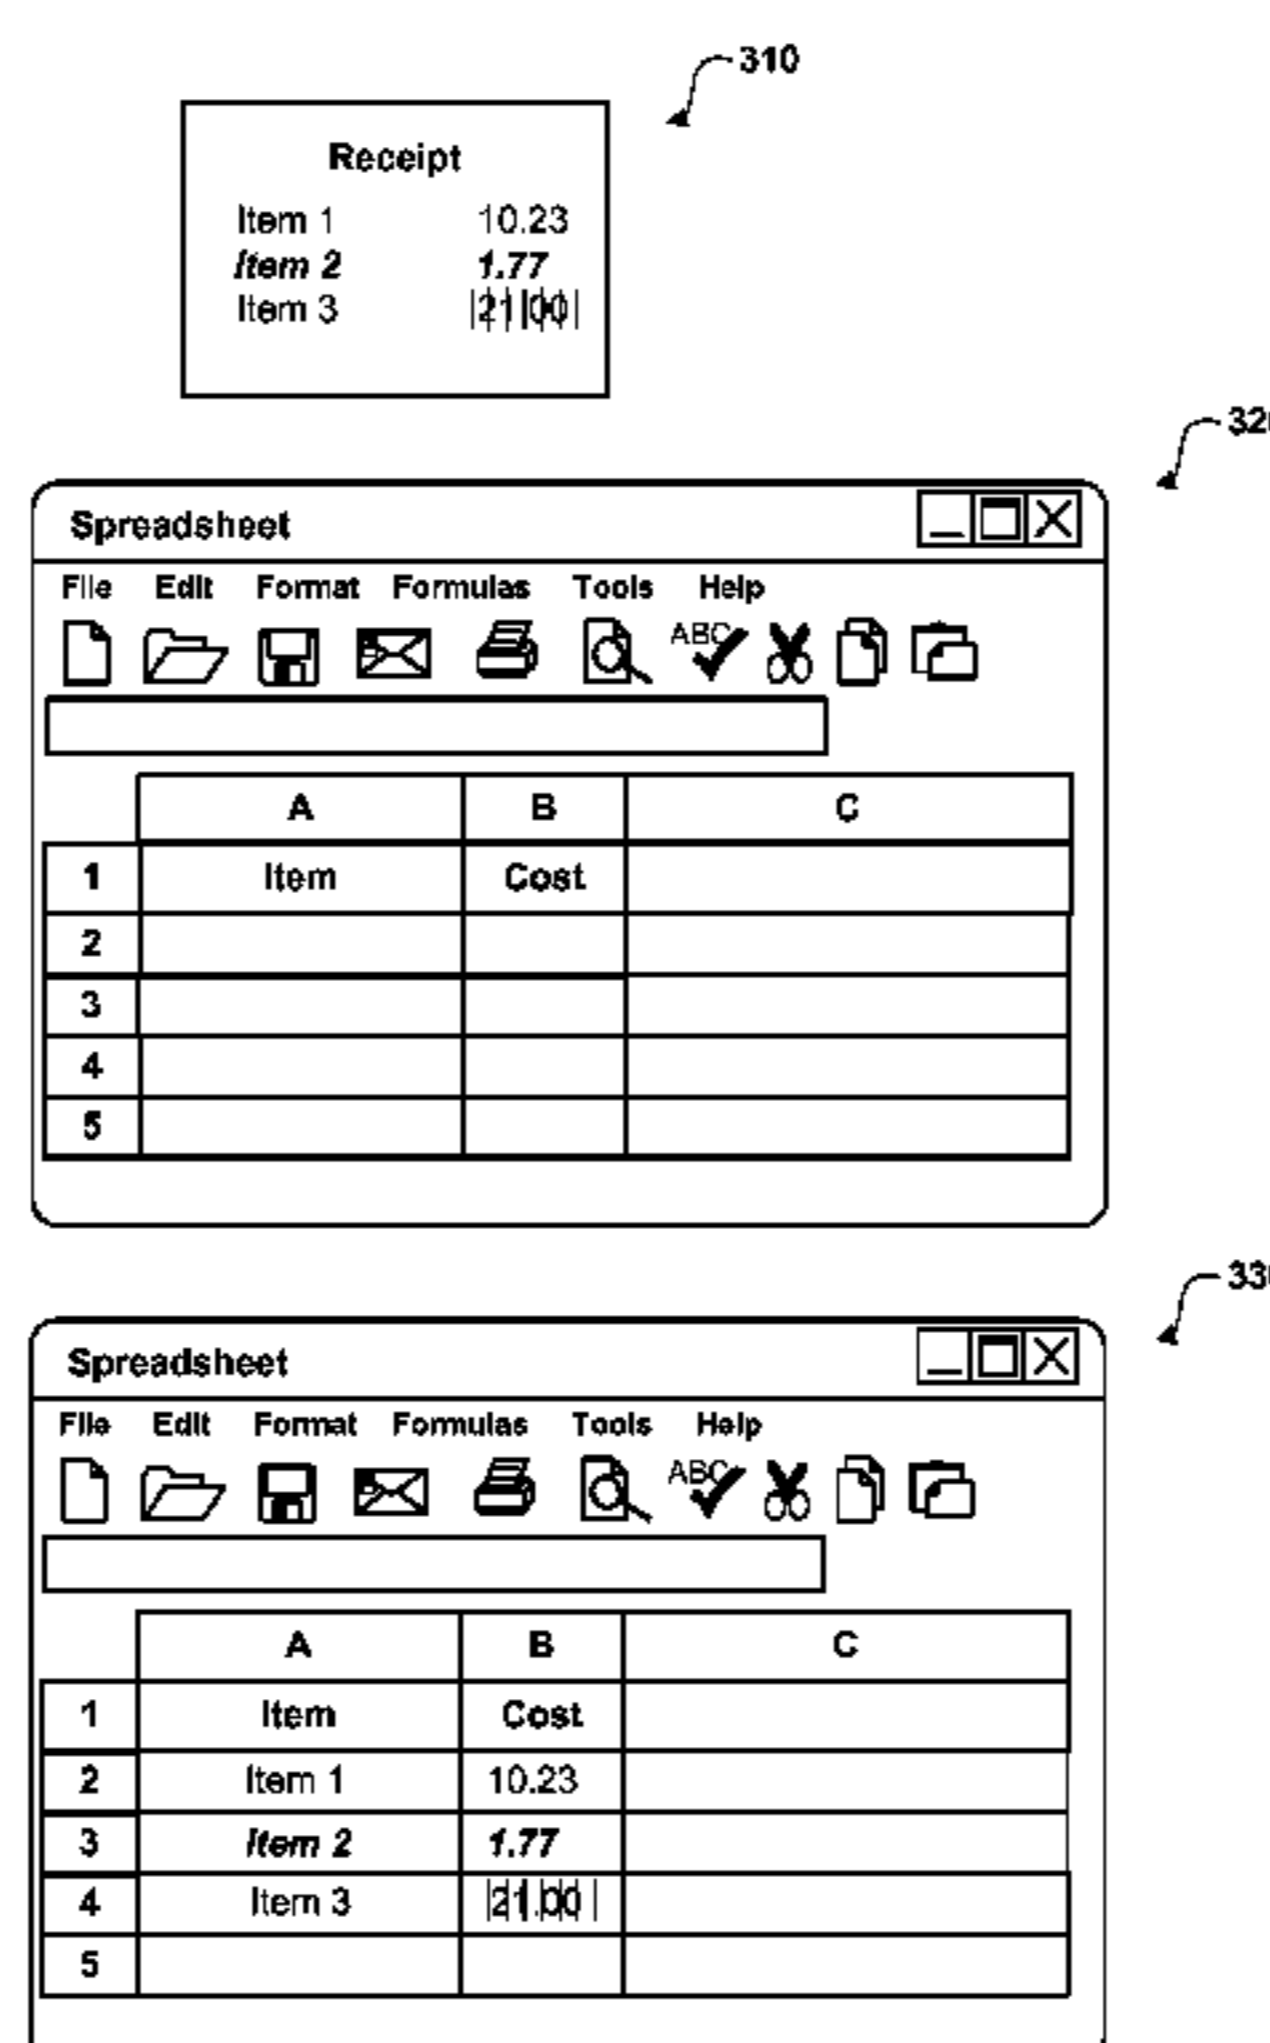 310
Receipt
Item 1 10.23
Item 2 1.77
Item 3 21.00
320
Spreadsheet
File Edit Format Formulas Tools Help
ABC
A B C
1 Item Cost
2
3
4
5
330
Spreadsheet
File Edit Format Formulas Tools Help
ABC
A B C
1 Item Cost
2 Item 1 10.23
3 Item 2 1.77
4 Item 3 21.00
5